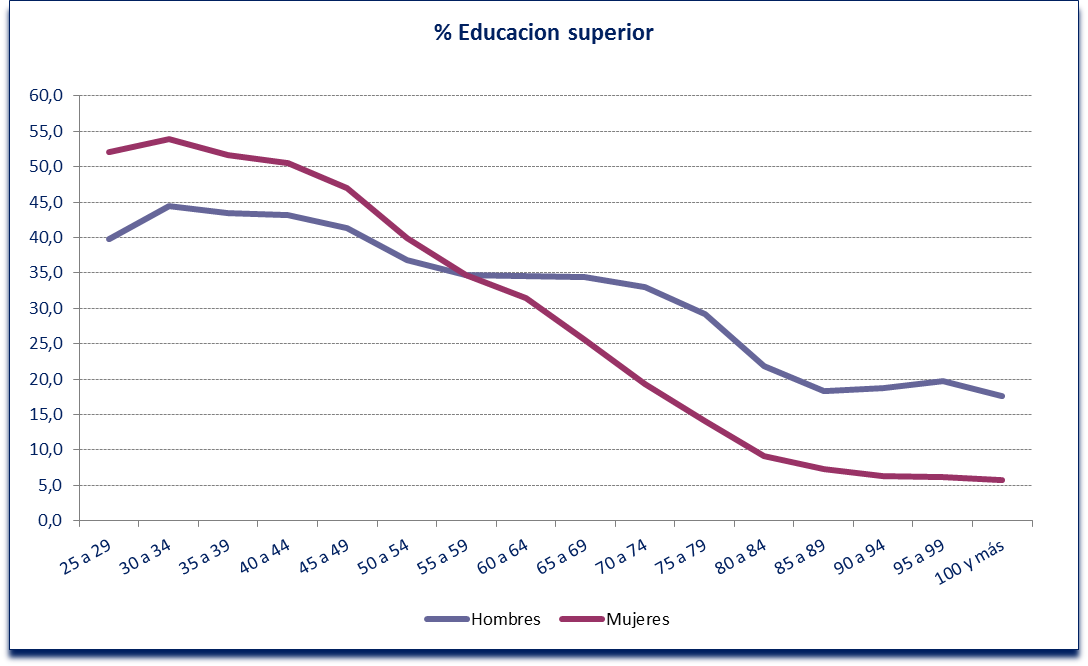 % Educacion superior
60,0
55,0
50,0
45,0
40,0
35,0
30,0
25,0
20,0
15,0
10,0
5,0
0,0
25 a 29
30 a 34
35 a 39
40 a 44
45 a 49
50 a 54
55 a 59
60 a 64
65 a 69
70 a 74
75 a 79
80 a 84
85 a 89
90 a 94
95 a 99
100 y más
Hombres
Mujeres